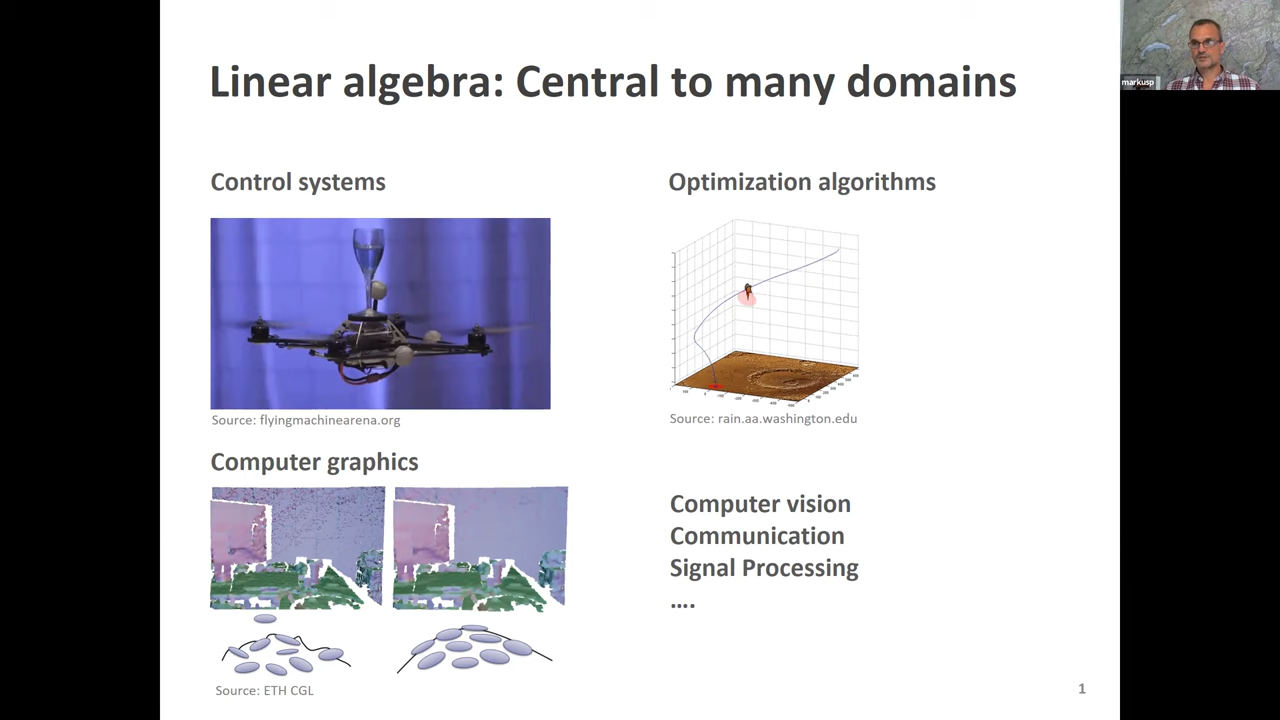 Linear algebra: Central to many domains
markusp
Control systems
Optimization algorithms
Source: flyingmachinearena.org
Source: rain.aa.washington.edu
Computer graphics
Computer vision
Communication
Signal Processing
....
Source: ETH CGL
1